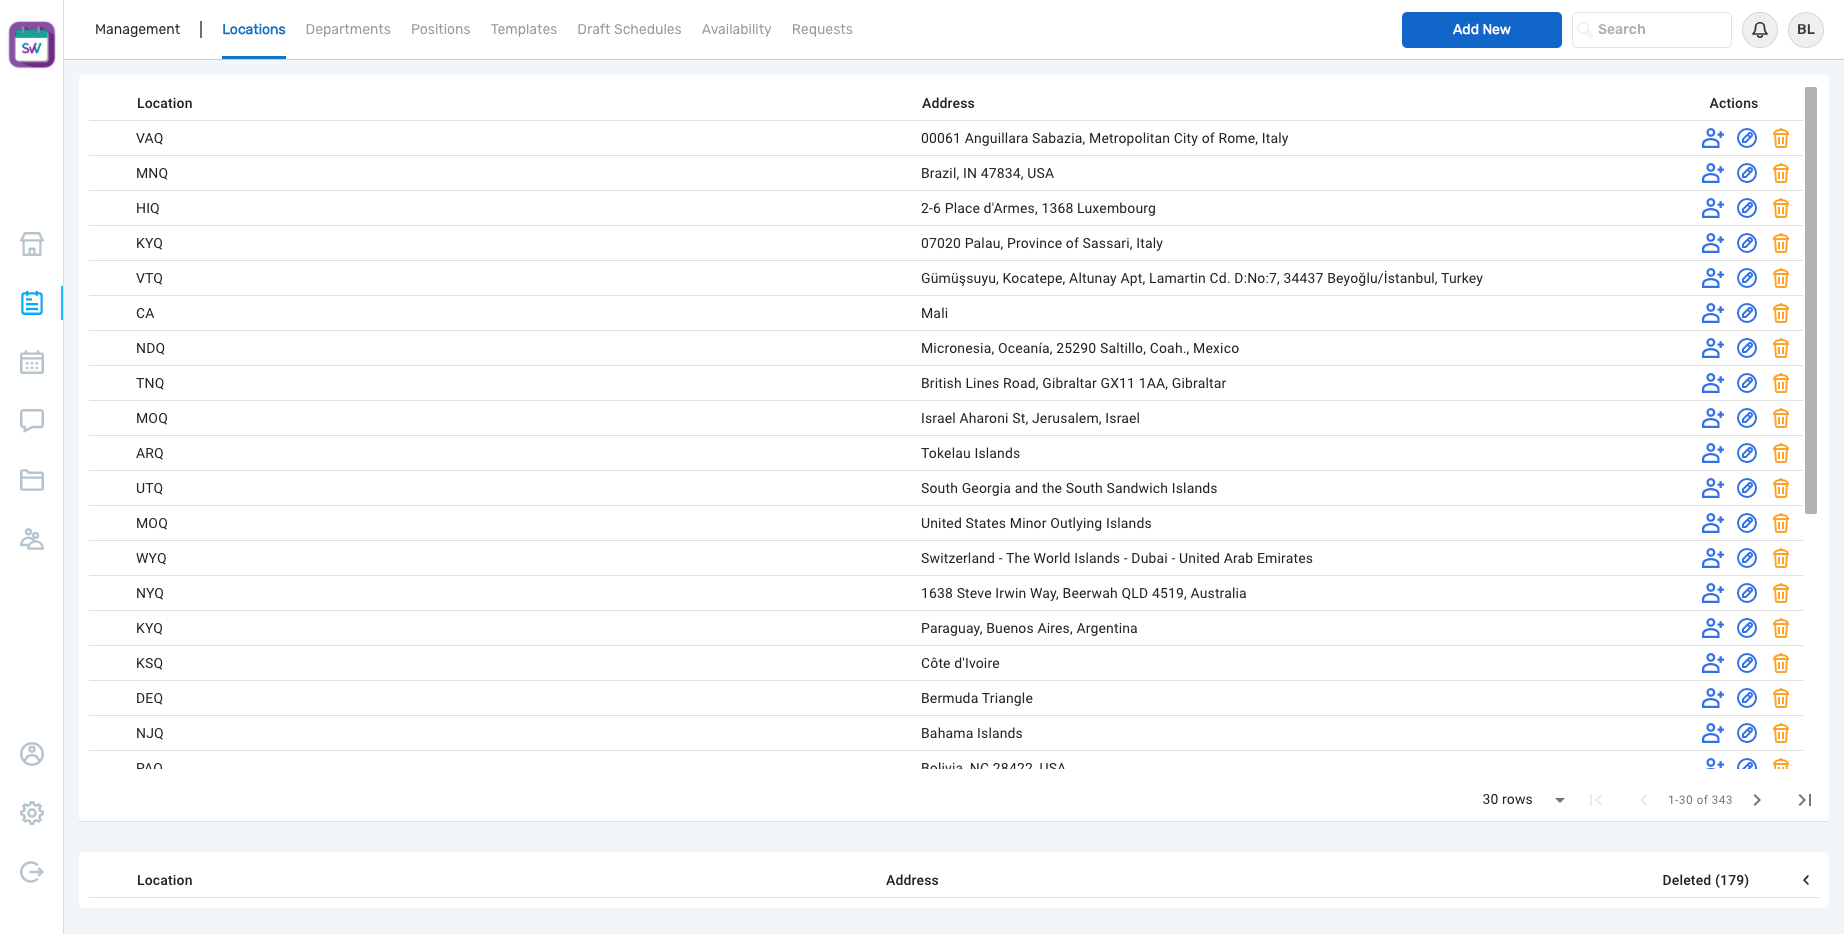 SW
Management | Locations Departments Positions Templates Draft Schedules Availability Requests Add New Search BL
Location Address Actions
VAQ 00061 Anguillara Sabazia, Metropolitan City of Rome, Italy
MNQ Brazil, IN 47834, USA
HIQ 2-6 Place d'Armes, 1368 Luxembourg
KYQ 07020 Palau, Province of Sassari, Italy
VTQ Gümüşsuyu, Kocatepe, Altunay Apt, Lamartin Cd. D:No:7, 34437 Beyoğlu/İstanbul, Turkey
CA Mali
NDQ Micronesia, Oceanía, 25290 Saltillo, Coah., Mexico
TNQ British Lines Road, Gibraltar GX11 1AA, Gibraltar
MOQ Israel Aharoni St, Jerusalem, Israel
ARQ Tokelau Islands
UTQ South Georgia and the South Sandwich Islands
MOQ United States Minor Outlying Islands
WYQ Switzerland - The World Islands - Dubai - United Arab Emirates
NYQ 1638 Steve Irwin Way, Beerwah QLD 4519, Australia
KYQ Paraguay, Buenos Aires, Argentina
KSQ Côte d'Ivoire
DEQ Bermuda Triangle
NJQ Bahama Islands
PAQ Bolivia, NC 28422, USA
30 rows 1-30 of 343
Location Address Deleted (179)